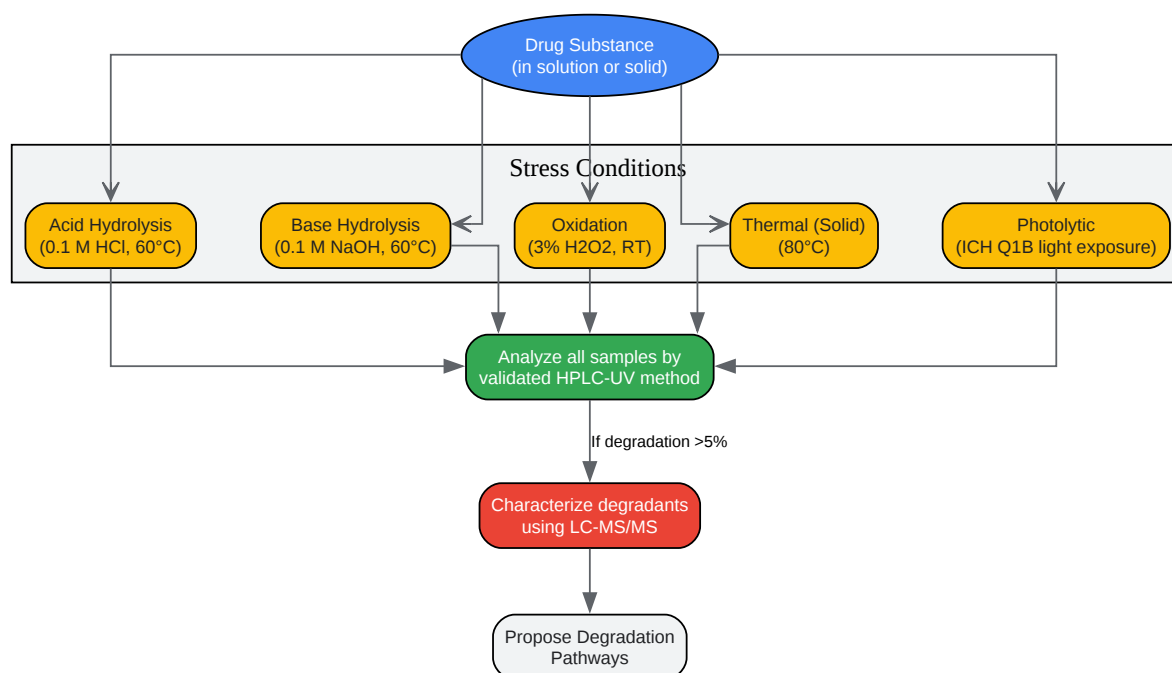 Drug Substance
(in solution or solid)
Stress Conditions
Acid Hydrolysis
(0.1 M HCl, 60°C)
Base Hydrolysis
(0.1 M NaOH, 60°C)
Oxidation
(3% H2O2, RT)
Thermal (Solid)
(80°C)
Photolytic
(ICH Q1B light exposure)
Analyze all samples by
validated HPLC-UV method
If degradation >5%
Characterize degradants
using LC-MS/MS
Propose Degradation
Pathways